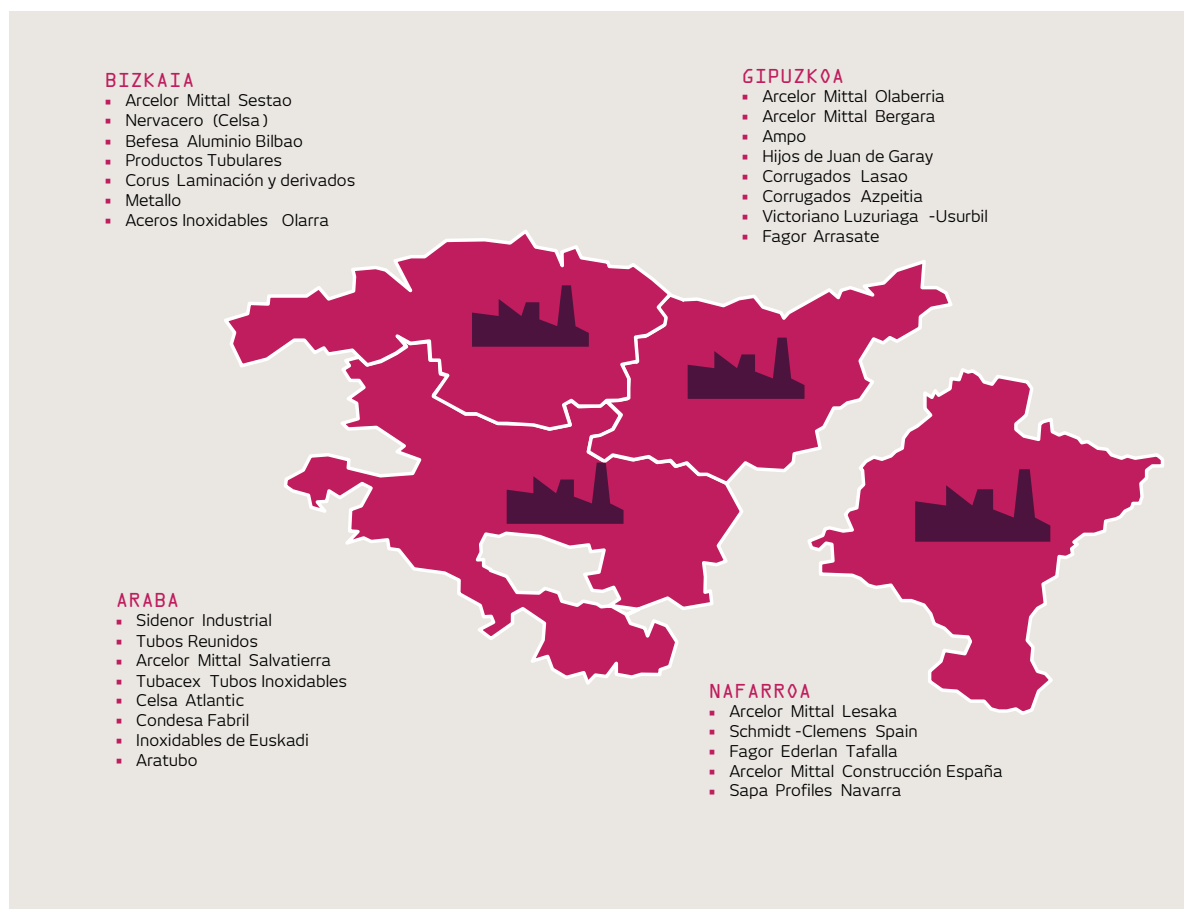 BIZKAIA
▪ Arcelor Mittal Sestao
▪ Nervacero (Celsa)
▪ Befesa Aluminio Bilbao
▪ Productos Tubulares
▪ Corus Laminación y derivados
▪ Metallo
▪ Aceros Inoxidables Olarra
GIPUZKOA
▪ Arcelor Mittal Olaberria
▪ Arcelor Mittal Bergara
▪ Ampo
▪ Hijos de Juan de Garay
▪ Corrugados Lasao
▪ Corrugados Azpeitia
▪ Victoriano Luzuriaga -Usurbil
▪ Fagor Arrasate
ARABA
▪ Sidenor Industrial
▪ Tubos Reunidos
▪ Arcelor Mittal Salvatierra
▪ Tubacex Tubos Inoxidables
▪ Celsa Atlantic
▪ Condesa Fabril
▪ Inoxidables de Euskadi
▪ Aratubo
NAFARROA
▪ Arcelor Mittal Lesaka
▪ Schmidt -Clemens Spain
▪ Fagor Ederlan Tafalla
▪ Arcelor Mittal Construcción España
▪ Sapa Profiles Navarra